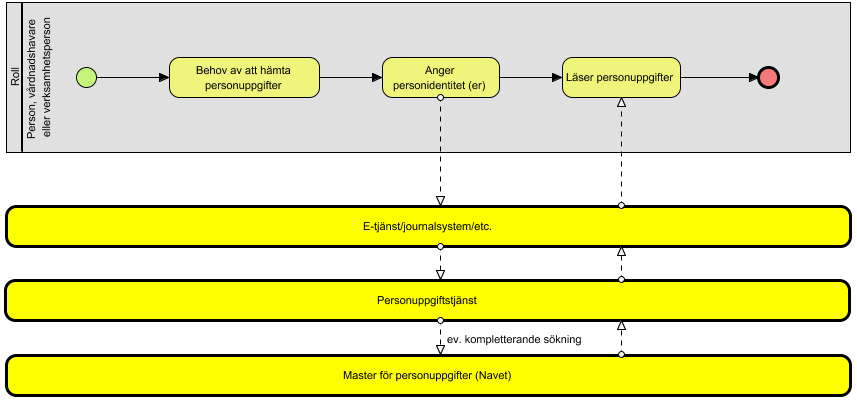 Roll
Person, vårdnadshavare
eller verksamhetsperson
Behov av att hämta
personuppgifter
Anger
personidentitet (er)
Läser personuppgifter
E-tjänst/journalsystem/etc.
Personuppgiftstjänst
ev. kompletterande sökning
Master för personuppgifter (Navet)